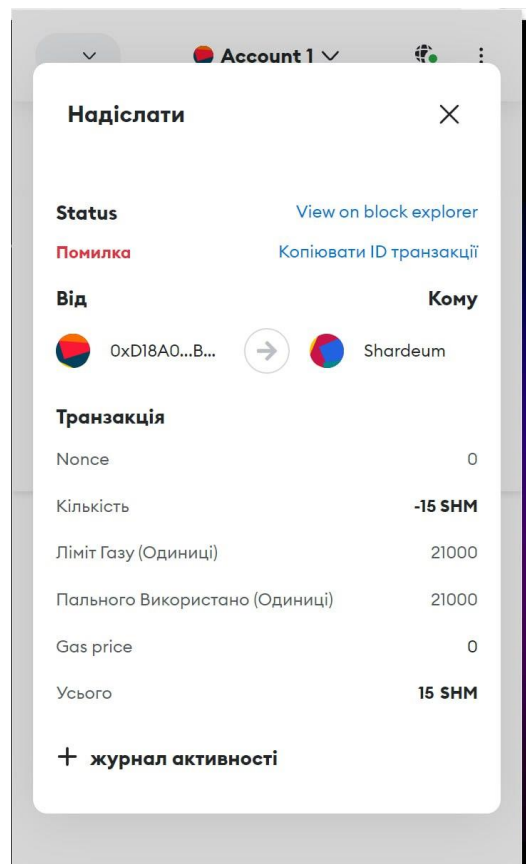 Account 1
Надіслати
Status
View on block explorer
Помилка
Копіювати ID транзакції
Від
Кому
0xD18A0...B...
Shardeum
Транзакція
Nonce
0
Кількість
-15 SHM
Ліміт Газу (Одиниці)
21000
Пального Використано (Одиниці)
21000
Gas price
0
Усього
15 SHM
+ журнал активності